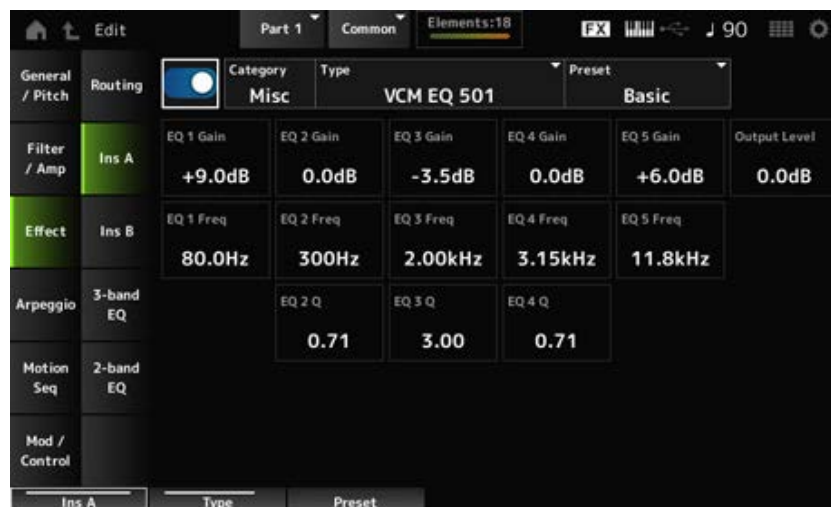 Edit
Part 1
Common
Elements:18
FX
♩ 90
General / Pitch
Filter / Amp
Effect
Arpeggio
Motion Seq
Mod / Control
Routing
Ins A
Ins B
3-band EQ
2-band EQ
Category
Misc
Type
VCM EQ 501
Preset
Basic
EQ 1 Gain
+9.0dB
EQ 2 Gain
0.0dB
EQ 3 Gain
-3.5dB
EQ 4 Gain
0.0dB
EQ 5 Gain
+6.0dB
Output Level
0.0dB
EQ 1 Freq
80.0Hz
EQ 2 Freq
300Hz
EQ 3 Freq
2.00kHz
EQ 4 Freq
3.15kHz
EQ 5 Freq
11.8kHz
EQ 2 Q
0.71
EQ 3 Q
3.00
EQ 4 Q
0.71
Ins A
Type
Preset